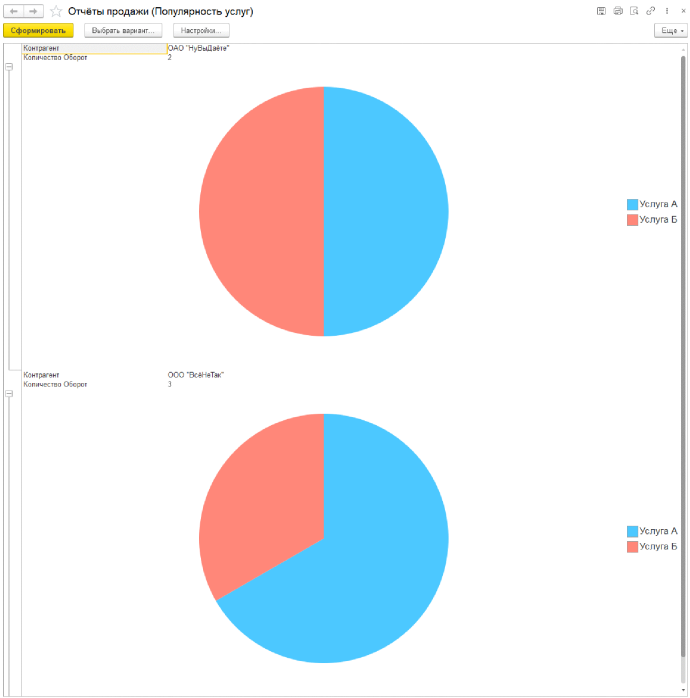 Отчёты продажи (Популярность услуг)
Сформировать Выбрать вариант... Настройки... Еще
Контрагент ОАО "НуВыДаёте"
Количество Оборот 2
Услуга А
Услуга Б
Контрагент ООО "ВсёНеТак"
Количество Оборот 3
Услуга А
Услуга Б